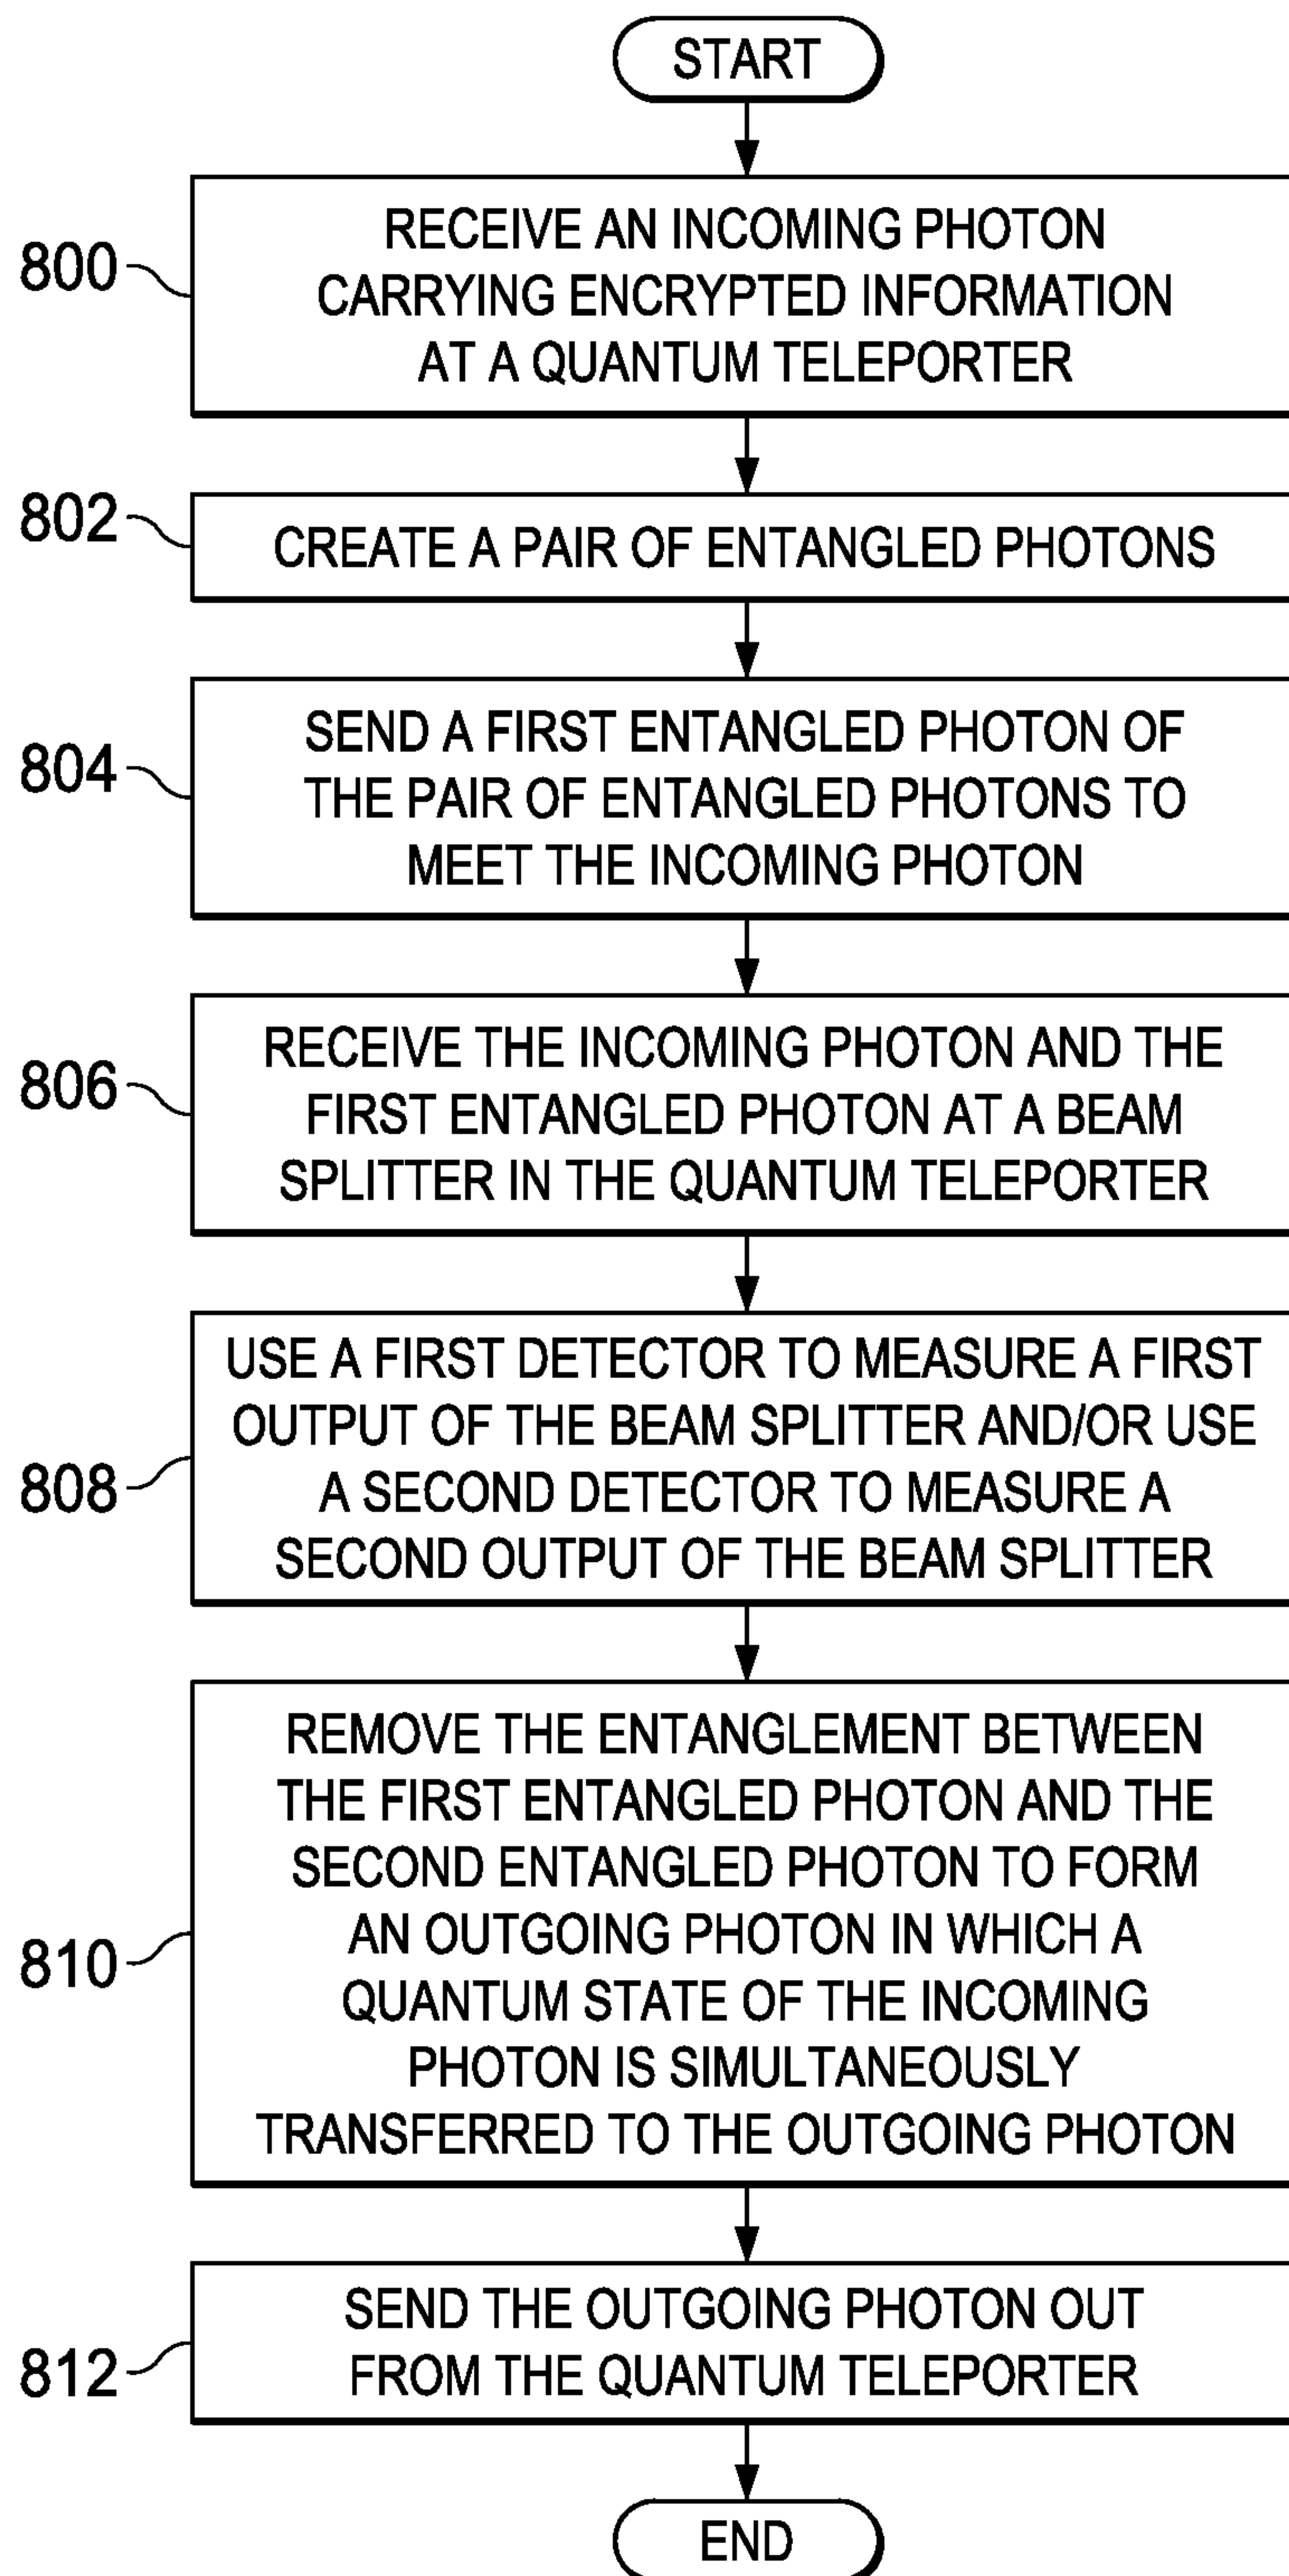 START
800
RECEIVE AN INCOMING PHOTON
CARRYING ENCRYPTED INFORMATION
AT A QUANTUM TELEPORTER
802
CREATE A PAIR OF ENTANGLED PHOTONS
804
SEND A FIRST ENTANGLED PHOTON OF
THE PAIR OF ENTANGLED PHOTONS TO
MEET THE INCOMING PHOTON
806
RECEIVE THE INCOMING PHOTON AND THE
FIRST ENTANGLED PHOTON AT A BEAM
SPLITTER IN THE QUANTUM TELEPORTER
808
USE A FIRST DETECTOR TO MEASURE A FIRST
OUTPUT OF THE BEAM SPLITTER AND/OR USE
A SECOND DETECTOR TO MEASURE A
SECOND OUTPUT OF THE BEAM SPLITTER
810
REMOVE THE ENTANGLEMENT BETWEEN
THE FIRST ENTANGLED PHOTON AND THE
SECOND ENTANGLED PHOTON TO FORM
AN OUTGOING PHOTON IN WHICH A
QUANTUM STATE OF THE INCOMING
PHOTON IS SIMULTANEOUSLY
TRANSFERRED TO THE OUTGOING PHOTON
812
SEND THE OUTGOING PHOTON OUT
FROM THE QUANTUM TELEPORTER
END